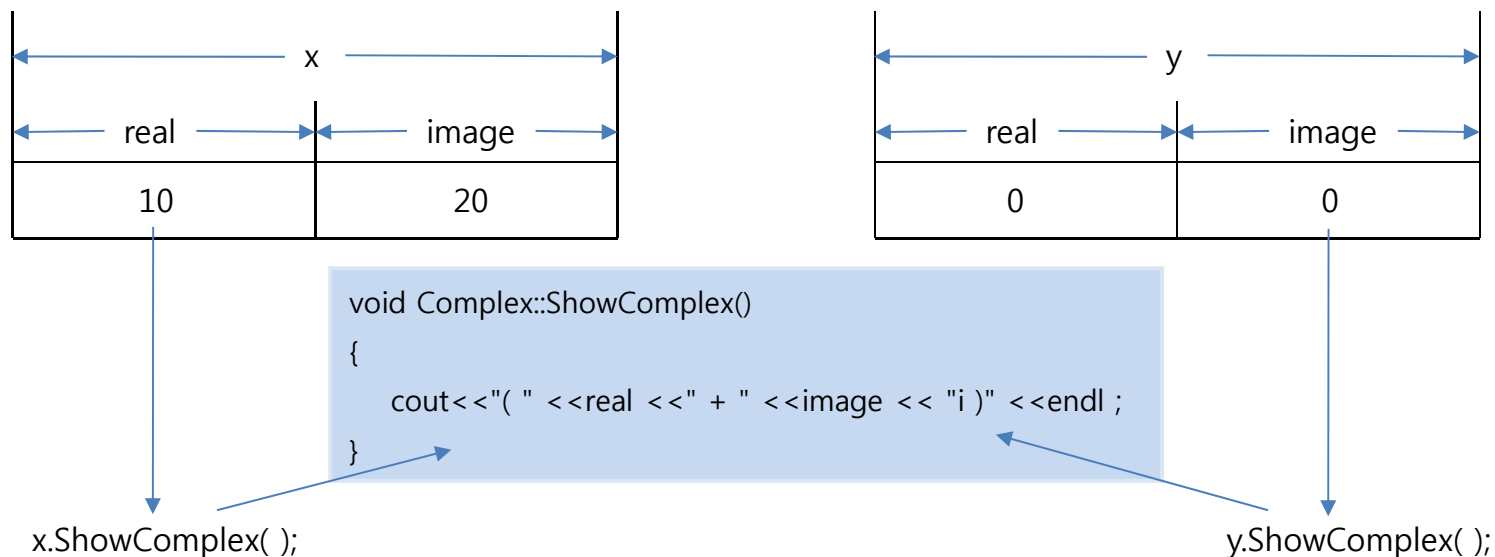 x y
real image real image
10 20 0 0
void Complex::ShowComplex()
{
cout<<"( " <<real <<" + " <<image << "i )" <<endl ;
}
x.ShowComplex( ); y.ShowComplex( );